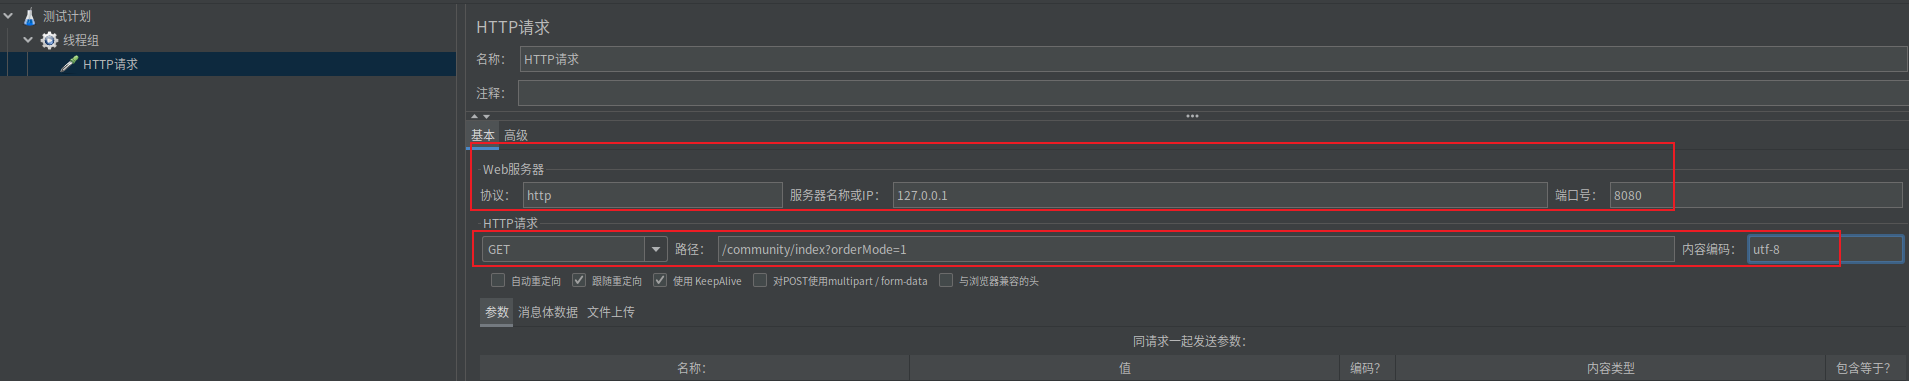 测试计划
线程组
HTTP请求
HTTP请求
名称： HTTP请求
注释：
基本 高级
Web服务器
协议： http 服务器名称或IP： 127.0.0.1 端口号： 8080
HTTP请求
GET 路径： /community/index?orderMode=1 内容编码： utf-8
自动重定向 跟随重定向 使用 KeepAlive 对POST使用multipart / form-data 与浏览器兼容的头
参数 消息体数据 文件上传
同请求一起发送参数：
名称： 值 编码？ 内容类型 包含等于？